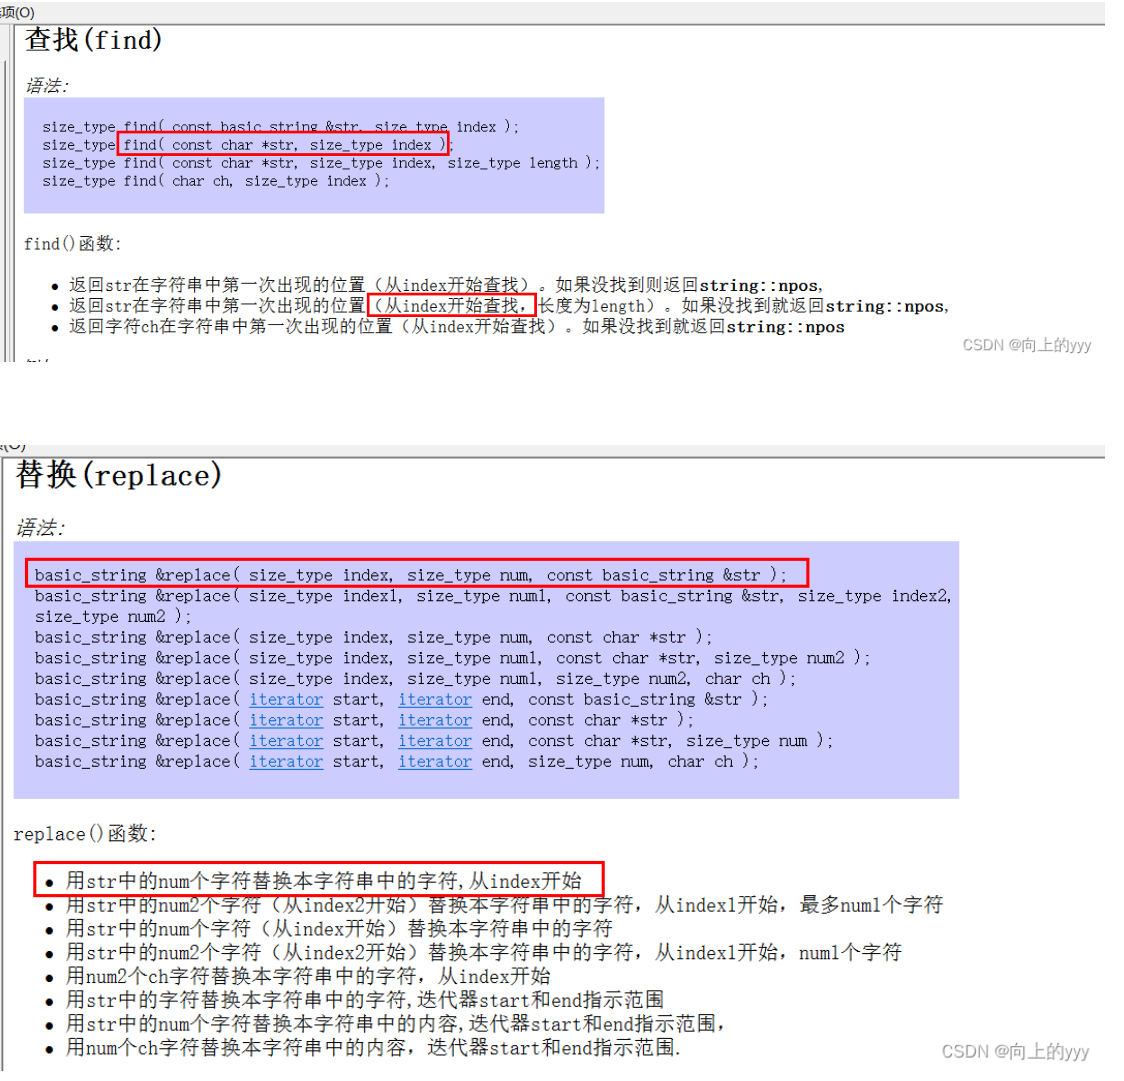 项(O)
查找(find)
语法:
size_type find( const basic_string &str, size_type index );
size_type find( const char *str, size_type index );
size_type find( const char *str, size_type index, size_type length );
size_type find( char ch, size_type index );
find()函数:
● 返回str在字符串中第一次出现的位置（从index开始查找）。如果没找到则返回string::npos,
● 返回str在字符串中第一次出现的位置（从index开始查找，长度为length）。如果没找到就返回string::npos,
● 返回字符ch在字符串中第一次出现的位置（从index开始查找）。如果没找到就返回string::npos
CSDN @向上的yyy
替换(replace)
语法:
basic_string &replace( size_type index, size_type num, const basic_string &str );
basic_string &replace( size_type index1, size_type num1, const basic_string &str, size_type index2,
size_type num2 );
basic_string &replace( size_type index, size_type num, const char *str );
basic_string &replace( size_type index, size_type num1, const char *str, size_type num2 );
basic_string &replace( size_type index, size_type num1, size_type num2, char ch );
basic_string &replace( iterator start, iterator end, const basic_string &str );
basic_string &replace( iterator start, iterator end, const char *str );
basic_string &replace( iterator start, iterator end, const char *str, size_type num );
basic_string &replace( iterator start, iterator end, size_type num, char ch );
replace()函数:
● 用str中的num个字符替换本字符串中的字符,从index开始
● 用str中的num2个字符（从index2开始）替换本字符串中的字符，从index1开始，最多num1个字符
● 用str中的num个字符（从index开始）替换本字符串中的字符
● 用str中的num2个字符（从index2开始）替换本字符串中的字符，从index1开始，num1个字符
● 用num2个ch字符替换本字符串中的字符，从index开始
● 用str中的字符替换本字符串中的字符,迭代器start和end指示范围
● 用str中的num个字符替换本字符串中的内容,迭代器start和end指示范围，
● 用num个ch字符替换本字符串中的内容，迭代器start和end指示范围.
CSDN @向上的yyy